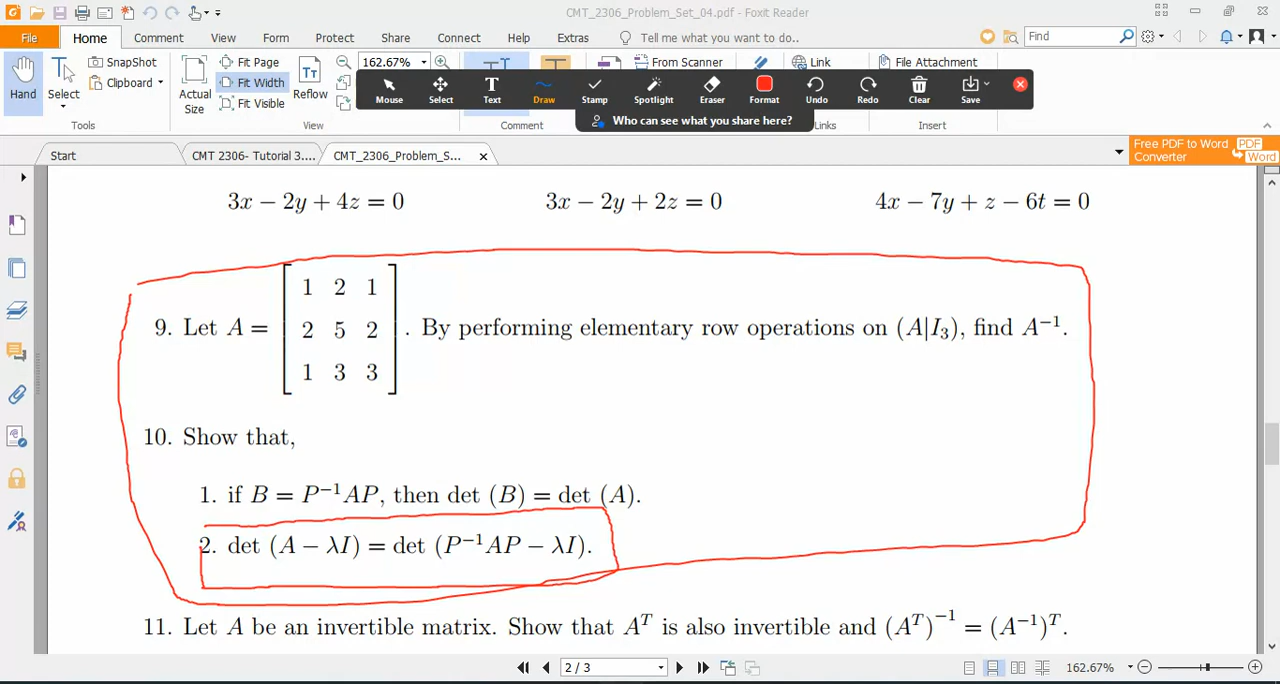 CMT_2306_Problem_Set_04.pdf - Foxit Reader
File Home Comment View Form Protect Share Connect Help Extras Tell me what you want to do.. Find
Hand Select SnapShot Clipboard Actual Size Fit Page Fit Width Fit Visible Reflow 162.67% From Scanner Link File Attachment
Mouse Select Text Draw Stamp Spotlight Eraser Format Undo Redo Clear Save
Who can see what you share here?
Tools View Comment Links Insert
Start CMT 2306- Tutorial 3.... CMT_2306_Problem_S... Free PDF to Word Converter PDF Word
3x − 2y + 4z = 0 3x − 2y + 2z = 0 4x − 7y + z − 6t = 0
1 2 1
9. Let A = 2 5 2 . By performing elementary row operations on (A|I₃), find A⁻¹.
1 3 3
10. Show that,
1. if B = P⁻¹AP, then det (B) = det (A).
2. det (A − λI) = det (P⁻¹AP − λI).
11. Let A be an invertible matrix. Show that Aᵀ is also invertible and (Aᵀ)⁻¹ = (A⁻¹)ᵀ.
2 / 3 162.67%